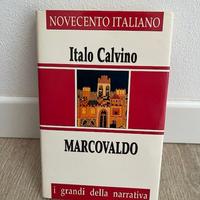 NOVECENTO ITALIANO
Italo Calvino
MARCOVALDO
i grandi della narrativa